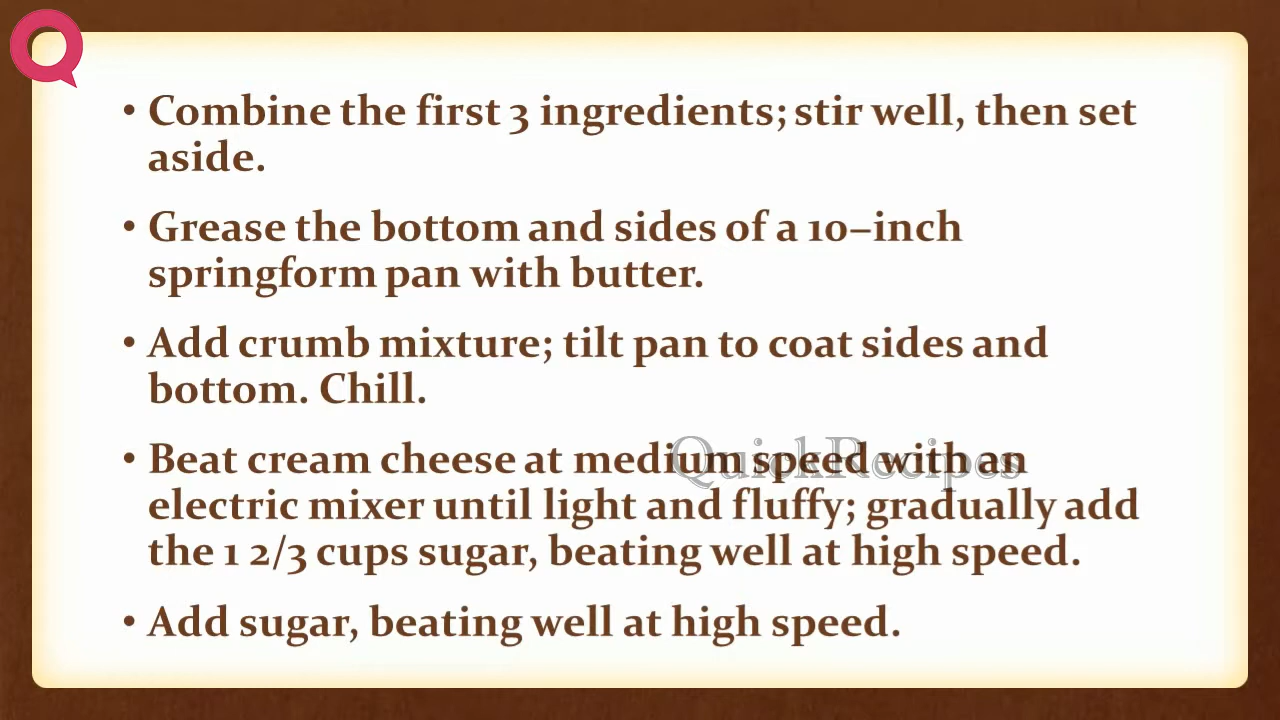 • Combine the first 3 ingredients; stir well, then set
aside.
• Grease the bottom and sides of a 10–inch
springform pan with butter.
• Add crumb mixture; tilt pan to coat sides and
bottom. Chill.
• Beat cream cheese at medium speed with an
QuickRecipes
electric mixer until light and fluffy; gradually add
the 1 2/3 cups sugar, beating well at high speed.
• Add sugar, beating well at high speed.